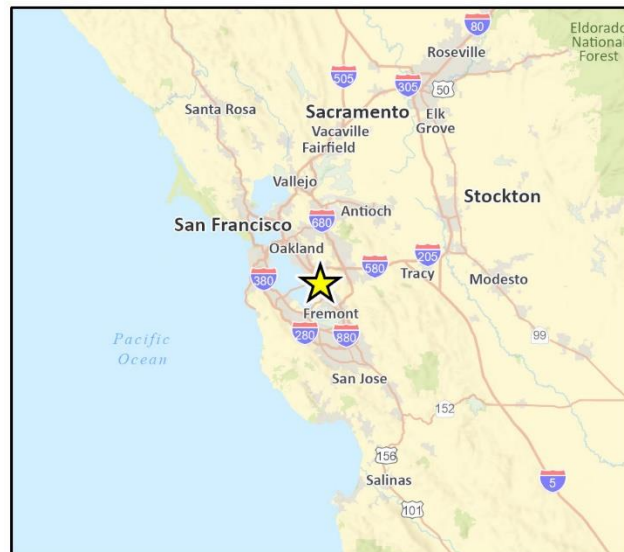 80
Eldorado
National
Forest
Roseville
505
305
50
Santa Rosa
Sacramento
Elk
Grove
Vacaville
Fairfield
Vallejo
Antioch
Stockton
San Francisco
680
Oakland
205
580
Tracy
380
Modesto
Fremont
Pacific
Ocean
280
880
99
San Jose
152
156
Salinas
5
101